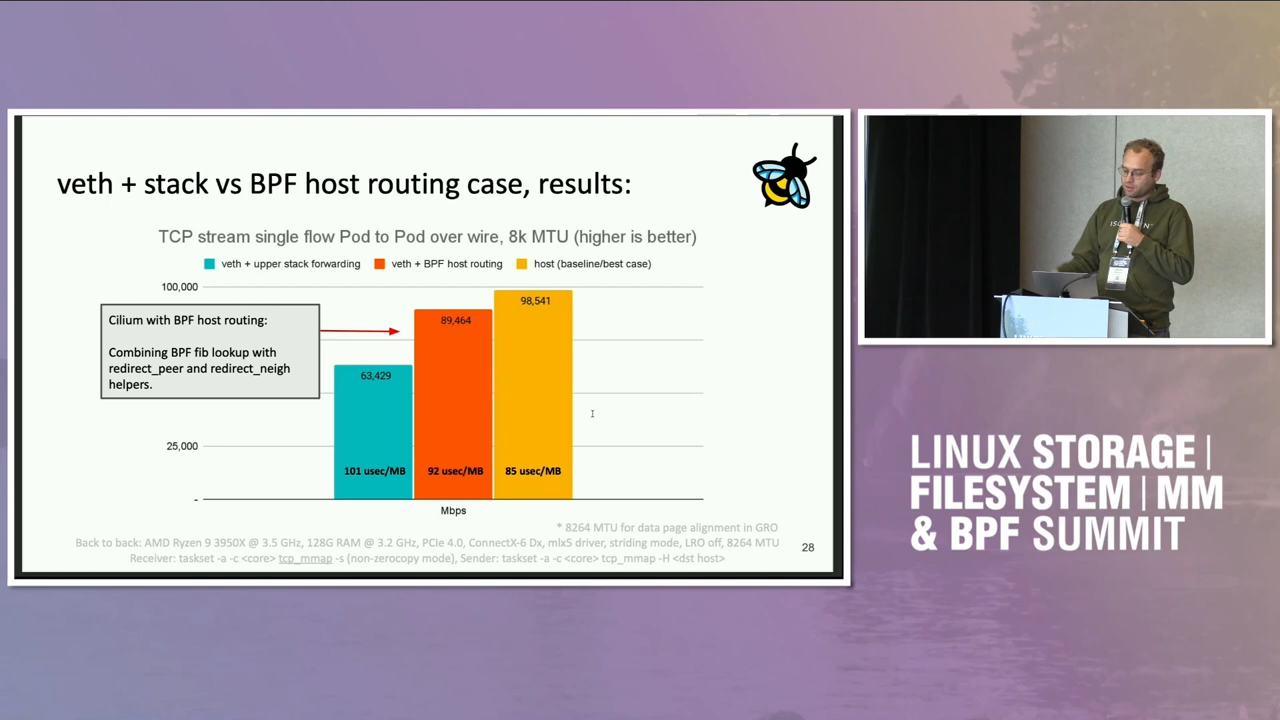 veth + stack vs BPF host routing case, results:
TCP stream single flow Pod to Pod over wire, 8k MTU (higher is better)
veth + upper stack forwarding veth + BPF host routing host (baseline/best case)
100,000
98,541
Cilium with BPF host routing:
89,464
Combining BPF fib lookup with
redirect_peer and redirect_neigh
helpers.
63,429
25,000
101 usec/MB 92 usec/MB 85 usec/MB
-
Mbps
* 8264 MTU for data page alignment in GRO
Back to back: AMD Ryzen 9 3950X @ 3.5 GHz, 128G RAM @ 3.2 GHz, PCIe 4.0, ConnectX-6 Dx, mlx5 driver, striding mode, LRO off, 8264 MTU
28
Receiver: taskset -a -c <core> tcp_mmap -s (non-zerocopy mode), Sender: taskset -a -c <core> tcp_mmap -H <dst host>
LINUX STORAGE |
FILESYSTEM | MM
& BPF SUMMIT